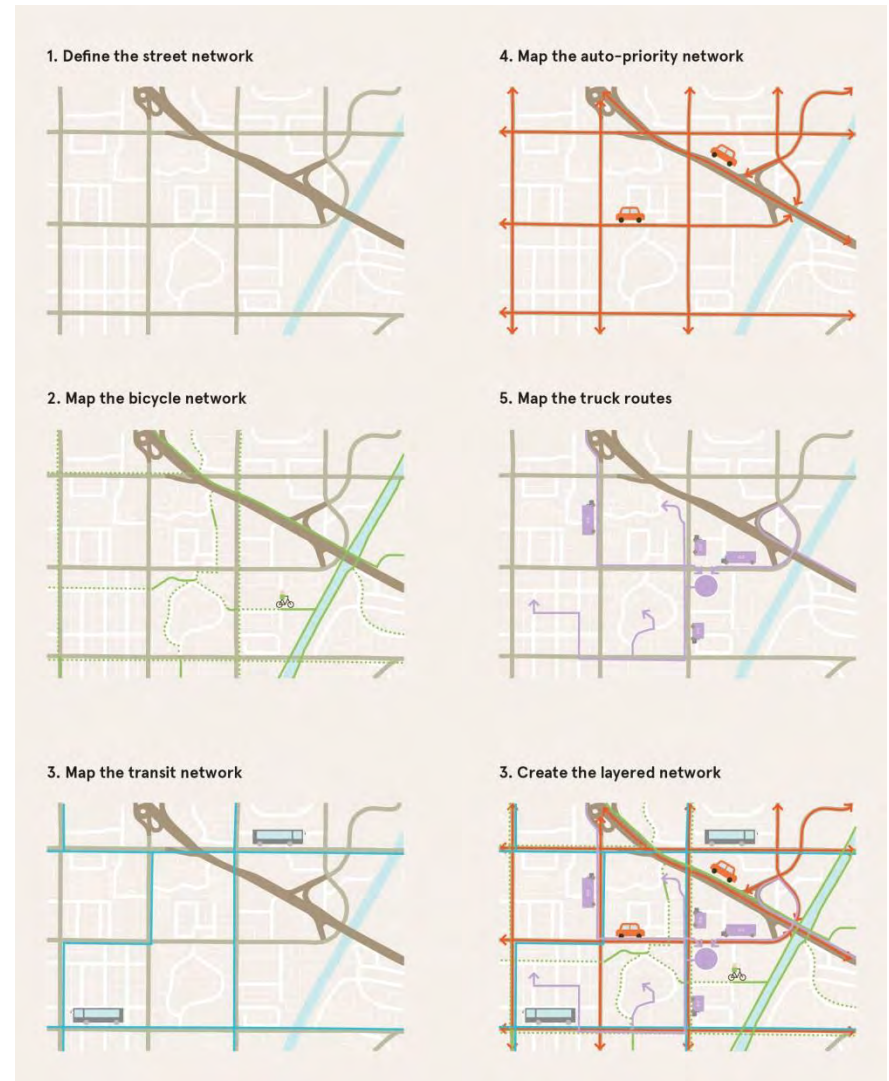 1. Define the street network
2. Map the bicycle network
3. Map the transit network
4. Map the auto-priority network
5. Map the truck routes
3. Create the layered network